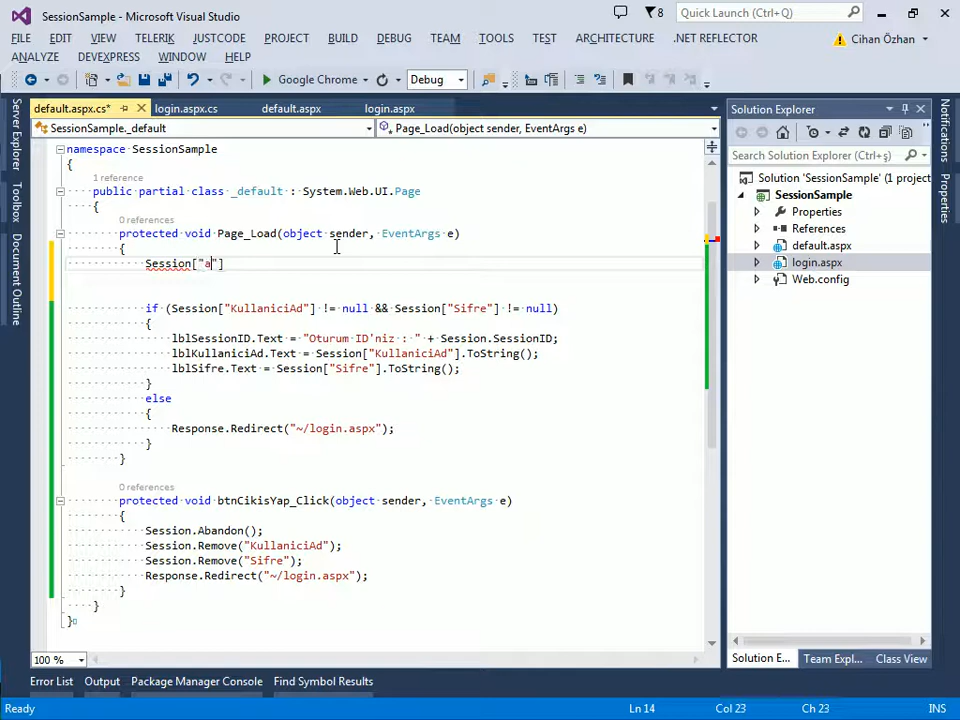 SessionSample - Microsoft Visual Studio
8
Quick Launch (Ctrl+Q)
FILE EDIT VIEW TELERIK JUSTCODE PROJECT BUILD DEBUG TEAM TOOLS TEST ARCHITECTURE .NET REFLECTOR
Cihan Özhan
ANALYZE DEVEXPRESS WINDOW HELP
Google Chrome Debug
default.aspx.cs* login.aspx.cs default.aspx login.aspx
SessionSample._default Page_Load(object sender, EventArgs e)
Server Explorer
Toolbox
Document Outline
namespace SessionSample
{
1 reference
public partial class _default : System.Web.UI.Page
{
0 references
protected void Page_Load(object sender, EventArgs e)
{
Session["a"]
if (Session["KullaniciAd"] != null && Session["Sifre"] != null)
{
lblSessionID.Text = "Oturum ID'niz : " + Session.SessionID;
lblKullaniciAd.Text = Session["KullaniciAd"].ToString();
lblSifre.Text = Session["Sifre"].ToString();
}
else
{
Response.Redirect("~/login.aspx");
}
}
0 references
protected void btnCikisYap_Click(object sender, EventArgs e)
{
Session.Abandon();
Session.Remove("KullaniciAd");
Session.Remove("Sifre");
Response.Redirect("~/login.aspx");
}
}
}
100 %
Solution Explorer
Search Solution Explorer (Ctrl+ş)
Solution 'SessionSample' (1 project
SessionSample
Properties
References
default.aspx
login.aspx
Web.config
Solution E... Team Expl... Class View
Notifications
Properties
Error List Output Package Manager Console Find Symbol Results
Ready Ln 14 Col 23 Ch 23 INS